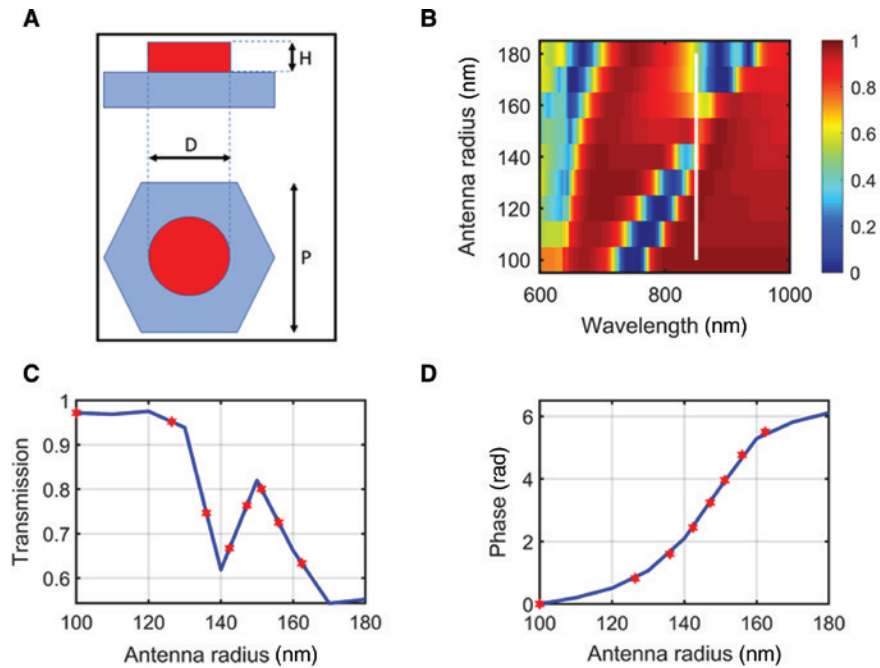 A
H
D
P
B
Antenna radius (nm)
180
160
140
120
100
600
800
1000
Wavelength (nm)
1
0.8
0.6
0.4
0.2
0
C
Transmission
1
0.9
0.8
0.7
0.6
100
120
140
160
180
Antenna radius (nm)
D
Phase (rad)
6
4
2
0
100
120
140
160
180
Antenna radius (nm)